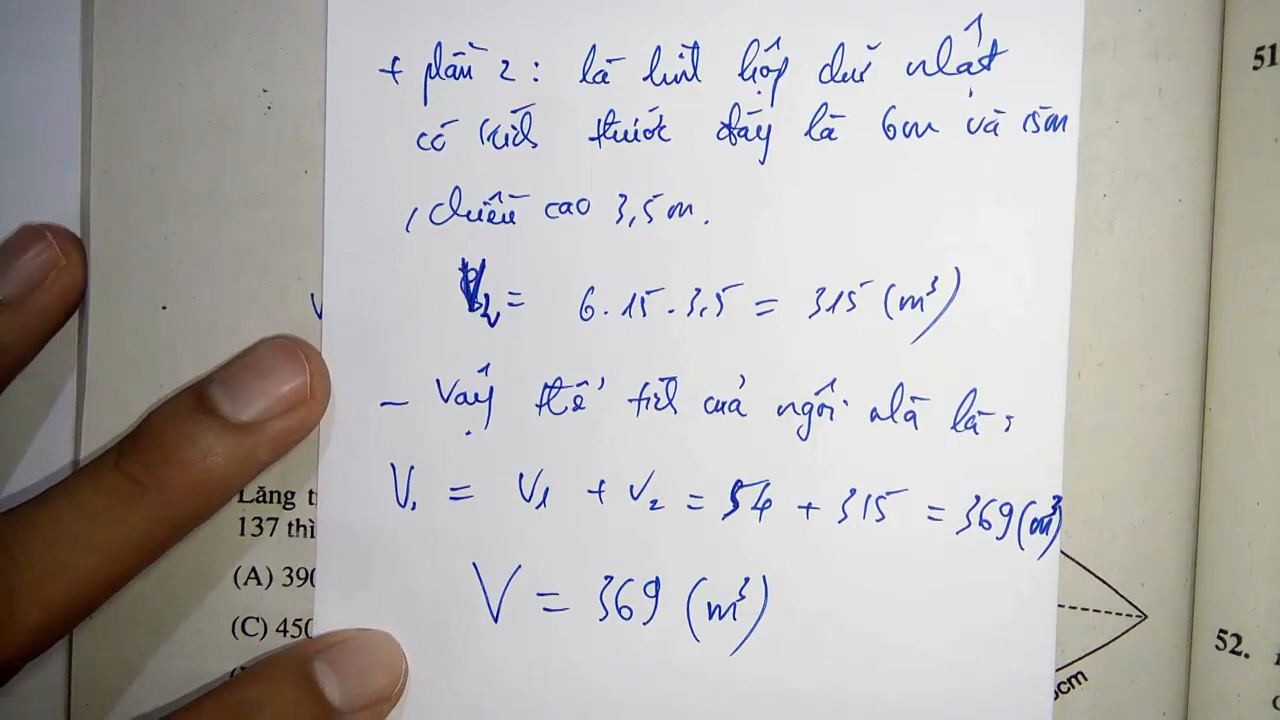 + phần 2: là hình hộp chữ nhật
có kích thước đáy là 6m và 15m
, chiều cao 3,5m.
V₂ = 6.15.3,5 = 315 (m³)
- Vậy thể tích của ngôi nhà là:
V, = V₁ + V₂ = 54 + 315 = 369 (m³)
V = 369 (m³)
Lăng
137 thì
(A) 390
(C) 450
51
52.
cm